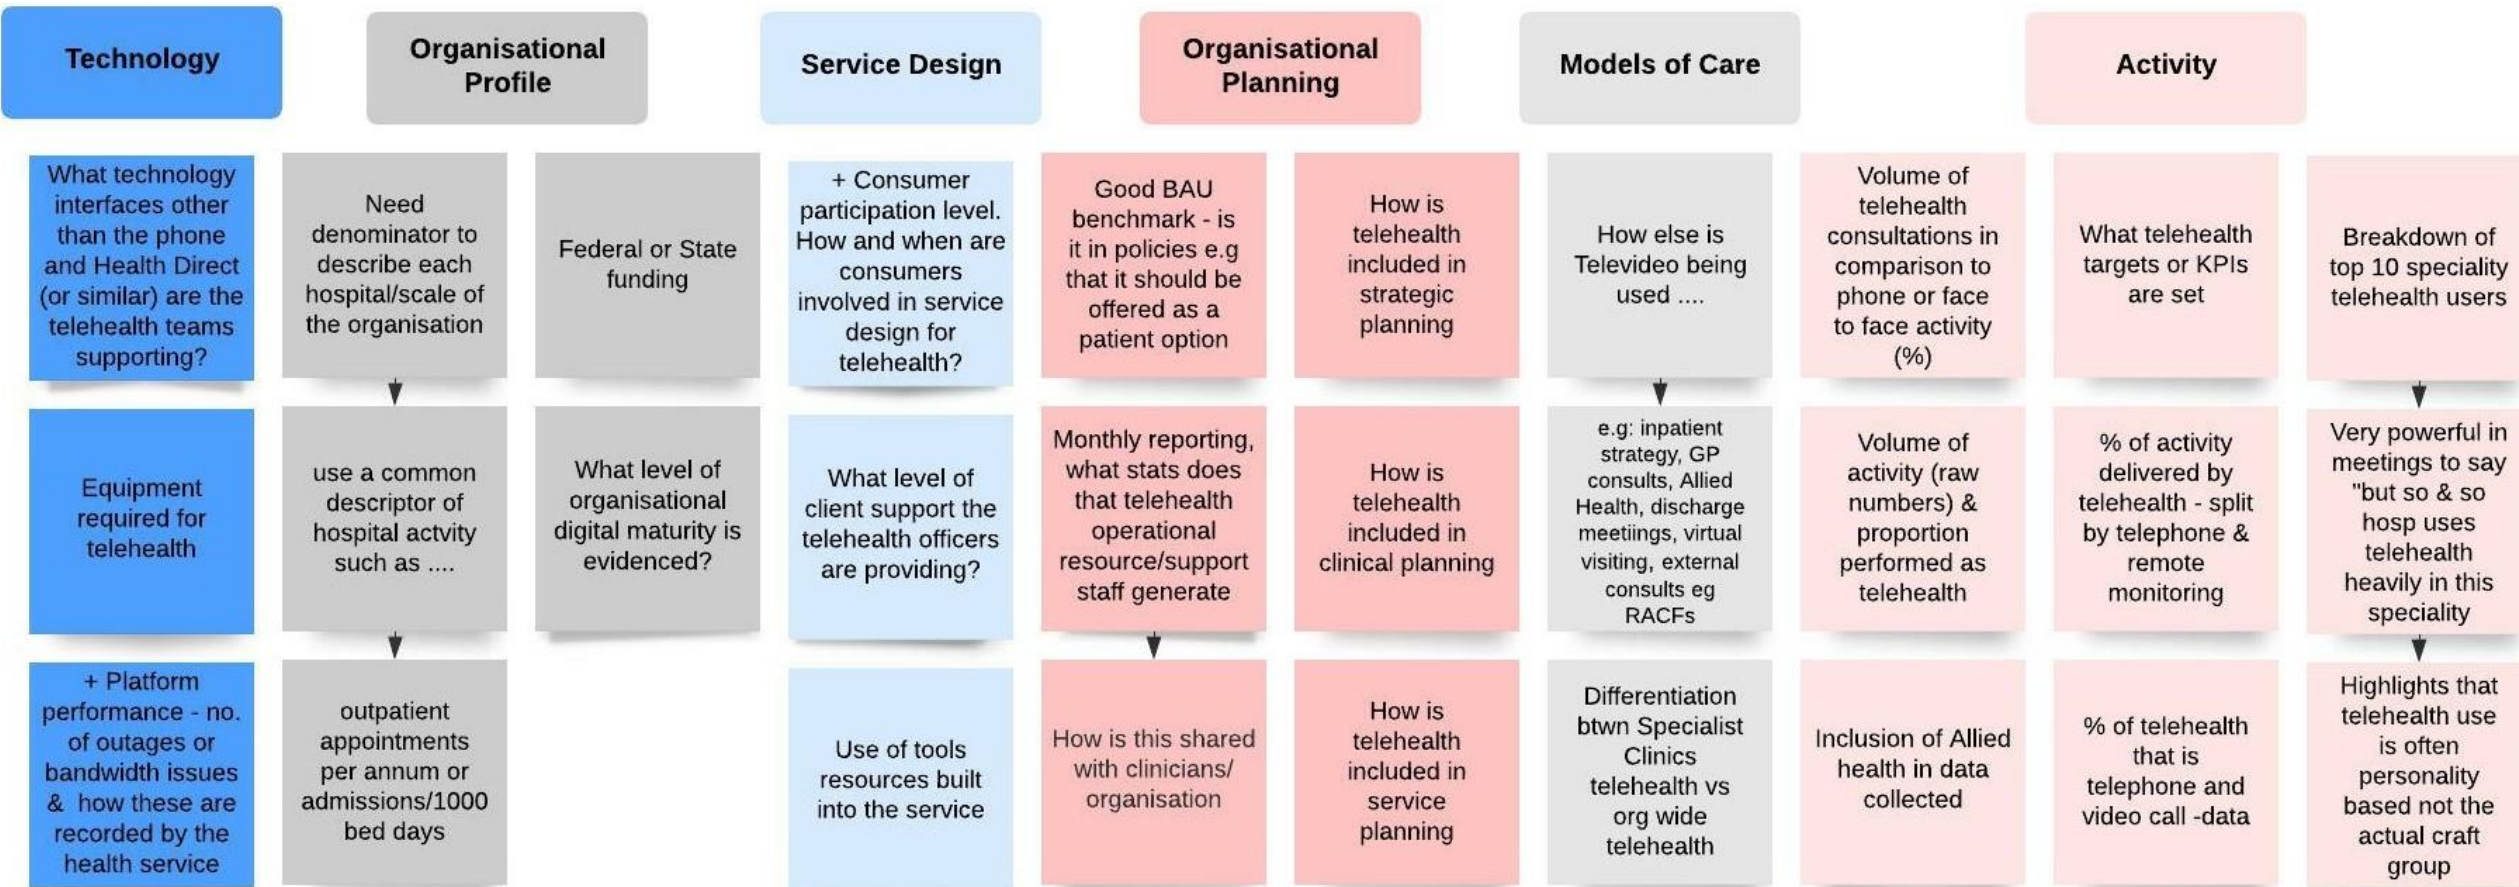 Technology
Organisational
Profile
Service Design
Organisational
Planning
Models of Care
Activity
What technology
interfaces other
than the phone
and Health Direct
(or similar) are the
telehealth teams
supporting?
Equipment
required for
telehealth
+ Platform
performance - no.
of outages or
bandwidth issues
& how these are
recorded by the
health service
Need
denominator to
describe each
hospital/scale of
the organisation
use a common
descriptor of
hospital actvity
such as ....
outpatient
appointments
per annum or
admissions/1000
bed days
Federal or State
funding
What level of
organisational
digital maturity is
evidenced?
+ Consumer
participation level.
How and when are
consumers
involved in service
design for
telehealth?
What level of
client support the
telehealth officers
are providing?
Use of tools
resources built
into the service
Good BAU
benchmark - is
it in policies e.g
that it should be
offered as a
patient option
Monthly reporting,
what stats does
that telehealth
operational
resource/support
staff generate
How is this shared
with clinicians/
organisation
How is
telehealth
included in
strategic
planning
How is
telehealth
included in
clinical planning
How is
telehealth
included in
service
planning
How else is
Televideo being
used ....
e.g: inpatient
strategy, GP
consults, Allied
Health, discharge
meetiings, virtual
visiting, external
consults eg
RACFs
Differentiation
btwn Specialist
Clinics
telehealth vs
org wide
telehealth
Volume of
telehealth
consultations in
comparison to
phone or face
to face activity
(%)
Volume of
activity (raw
numbers) &
proportion
performed as
telehealth
Inclusion of Allied
health in data
collected
What telehealth
targets or KPIs
are set
% of activity
delivered by
telehealth - split
by telephone &
remote
monitoring
% of telehealth
that is
telephone and
video call -data
Breakdown of
top 10 speciality
telehealth users
Very powerful in
meetings to say
"but so & so
hosp uses
telehealth
heavily in this
speciality
Highlights that
telehealth use
is often
personality
based not the
actual craft
group